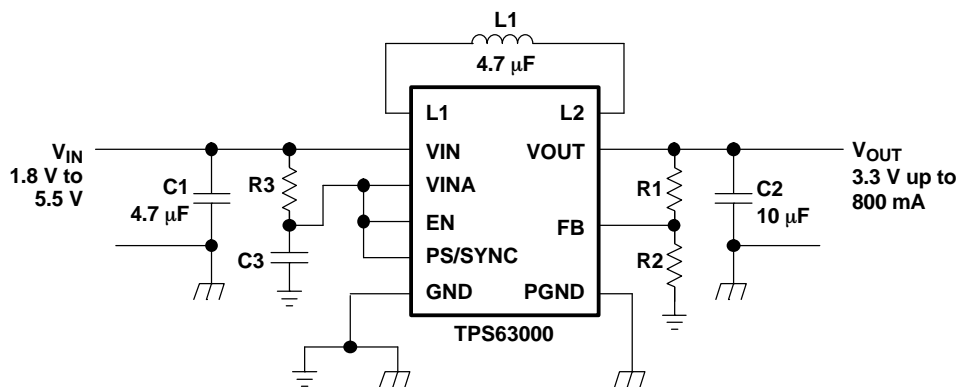 L1
4.7 μF
L1
L2
VIN
VIN
VOUT
VOUT
1.8 V to
5.5 V
3.3 V up to
800 mA
C1
4.7 μF
R3
VINA
R1
C2
10 μF
EN
FB
C3
PS/SYNC
R2
GND
PGND
TPS63000